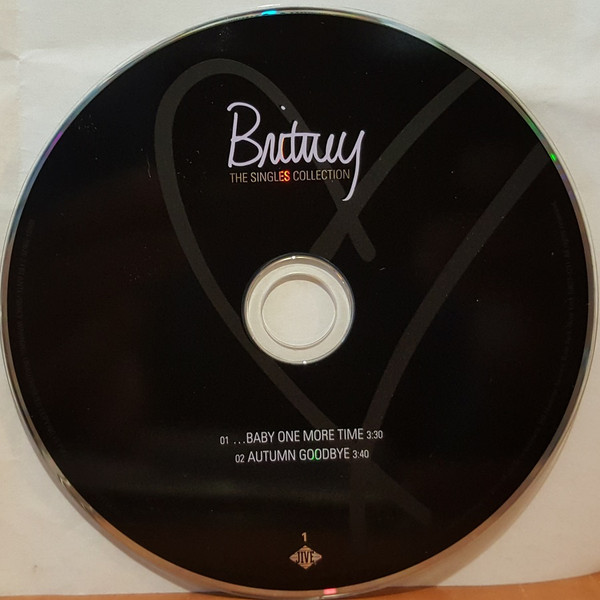 Britney
THE SINGLES COLLECTION
01 ...BABY ONE MORE TIME 3:30
02 AUTUMN GOODBYE 3:40
1
JIVE